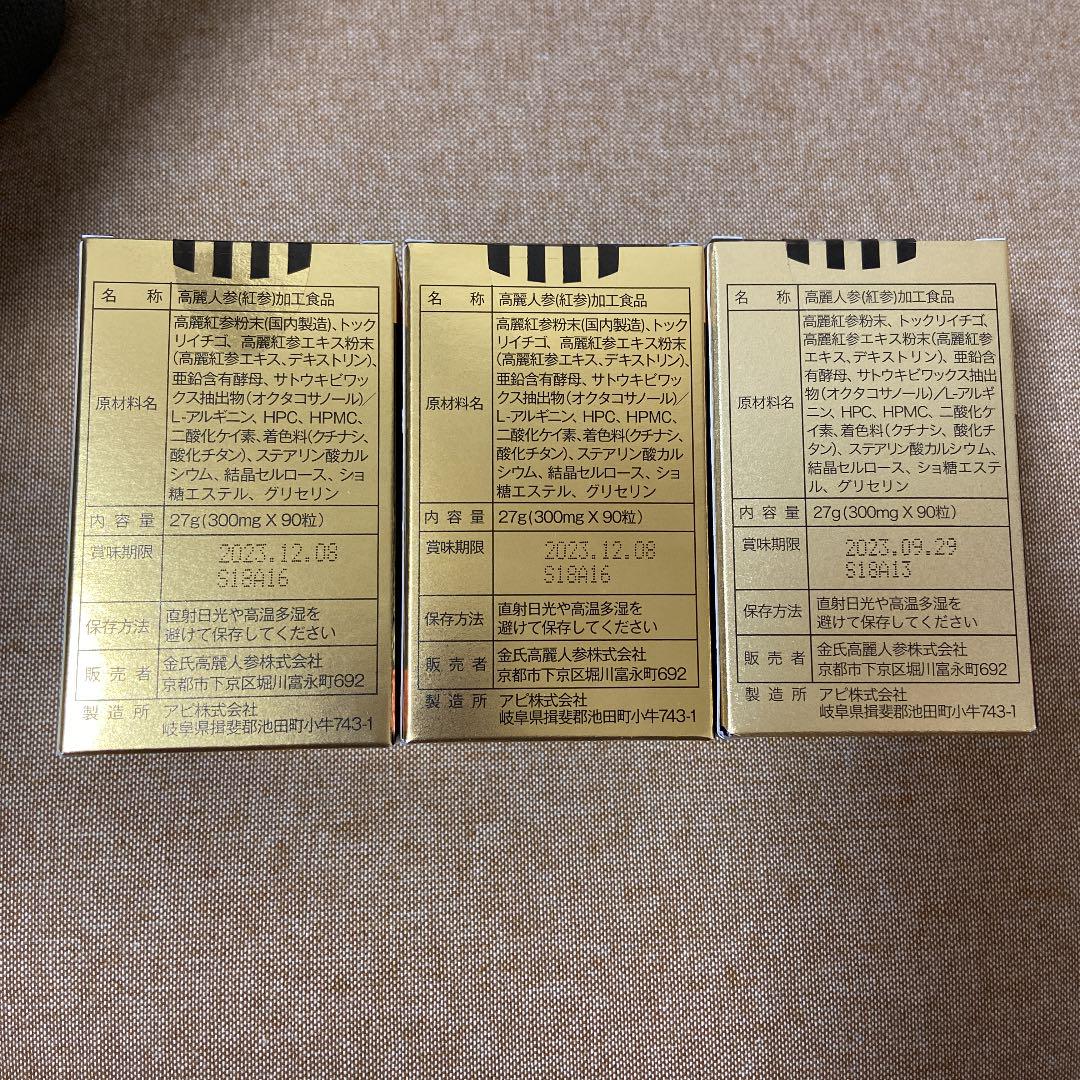 名称 高麗人参(紅参)加工食品
原材料名 高麗紅参粉末(国内製造)、トック
リイチゴ、高麗紅参エキス粉末
(高麗紅参エキス、デキストリン)、
亜鉛含有酵母、サトウキビワッ
クス抽出物(オクタコサノール)/
L-アルギニン、HPC、HPMC、
二酸化ケイ素、着色料(クチナシ、
酸化チタン)、ステアリン酸カル
シウム、結晶セルロース、ショ
糖エステル、グリセリン
内容量 27g(300mg X 90粒)
賞味期限 2023.12.08
S18A16
保存方法 直射日光や高温多湿を
避けて保存してください
販売者 金氏高麗人参株式会社
京都市下京区堀川富永町692
製造所 アピ株式会社
岐阜県揖斐郡池田町小牛743-1
名称 高麗人参(紅参)加工食品
原材料名 高麗紅参粉末(国内製造)、トック
リイチゴ、高麗紅参エキス粉末
(高麗紅参エキス、デキストリン)、
亜鉛含有酵母、サトウキビワッ
クス抽出物(オクタコサノール)/
L-アルギニン、HPC、HPMC、
二酸化ケイ素、着色料(クチナシ、
酸化チタン)、ステアリン酸カル
シウム、結晶セルロース、ショ
糖エステル、グリセリン
内容量 27g(300mg X 90粒)
賞味期限 2023.12.08
S18A16
保存方法 直射日光や高温多湿を
避けて保存してください
販売者 金氏高麗人参株式会社
京都市下京区堀川富永町692
製造所 アピ株式会社
岐阜県揖斐郡池田町小牛743-1
名称 高麗人参(紅参)加工食品
原材料名 高麗紅参粉末、トックリイチゴ、
高麗紅参エキス粉末(高麗紅参
エキス、デキストリン)、亜鉛含
有酵母、サトウキビワックス抽出
物(オクタコサノール)/L-アルギ
ニン、HPC、HPMC、二酸化ケ
イ素、着色料(クチナシ、酸化チ
タン)、ステアリン酸カルシウム、
結晶セルロース、ショ糖エステ
ル、グリセリン
内容量 27g(300mg X 90粒)
賞味期限 2023.09.29
S18A13
保存方法 直射日光や高温多湿を
避けて保存してください
販売者 金氏高麗人参株式会社
京都市下京区堀川富永町692
製造所 アピ株式会社
岐阜県揖斐郡池田町小牛743-1